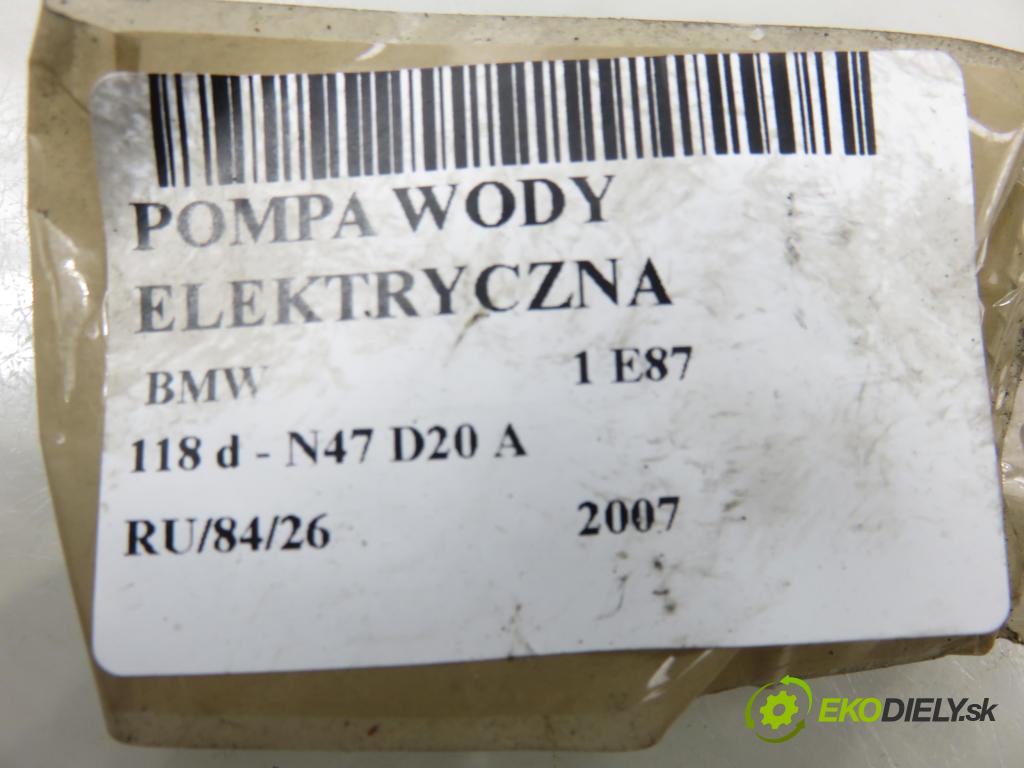 POMPA WODY
ELEKTRYCZNA
BMW 1 E87
118 d - N47 D20 A
RU/84/26 2007
EKODIELY.sk